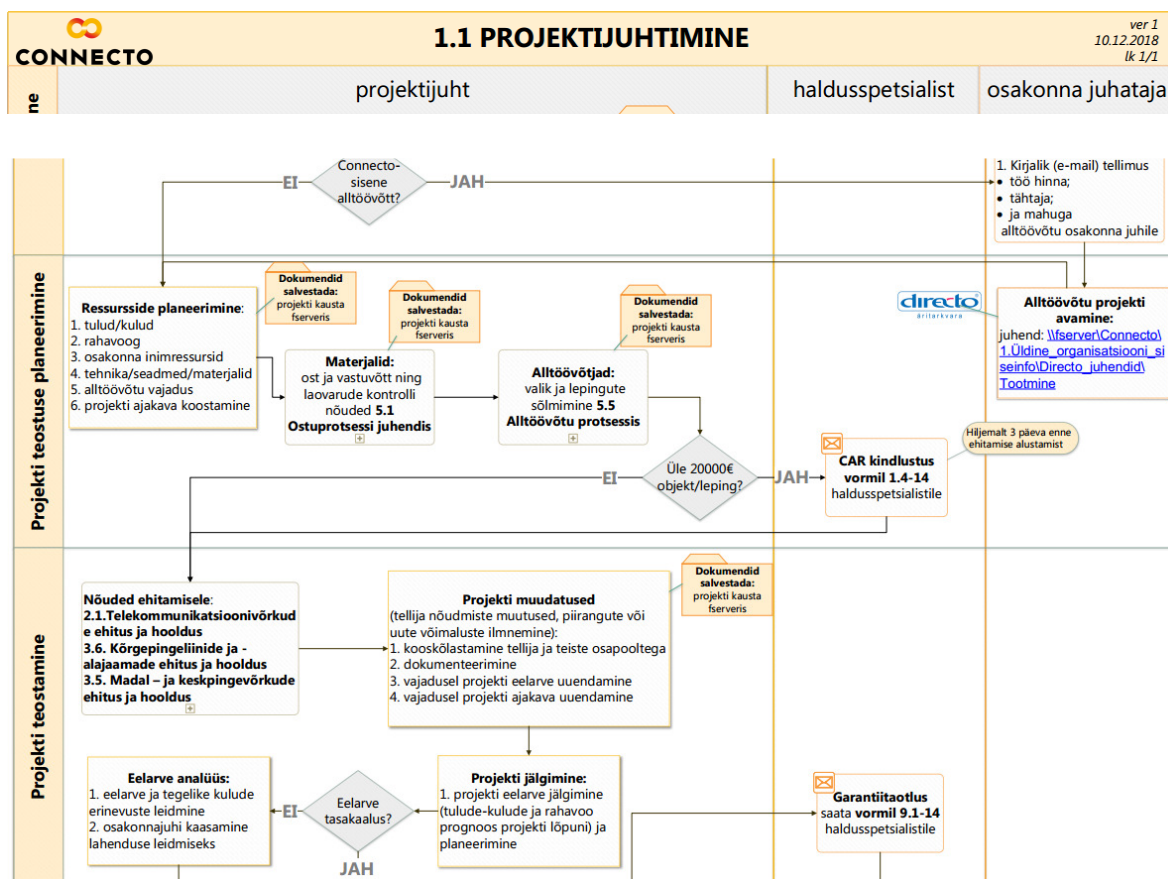 CONNECTO
1.1 PROJEKTIJUHTIMINE
ver 1
10.12.2018
lk 1/1
ne
projektijuht
haldusspetsialist
osakonna juhataja
Connecto-
sisene
alltöövõtt?
EI
JAH
1. Kirjalik (e-mail) tellimus
• töö hinna;
• tähtaja;
• ja mahuga
alltöövõtu osakonna juhile
Projekti teostuse planeerimine
Ressursside planeerimine:
1. tulud/kulud
2. rahavoog
3. osakonna inimressursid
4. tehnika/seadmed/materjalid
5. alltöövõtu vajadus
6. projekti ajakava koostamine
Dokumendid
salvestada:
projekti kausta
fserveris
Materjalid:
ost ja vastuvõtt ning
laovarude kontrolli
nõuded 5.1
Ostuprotsessi juhendis
Dokumendid
salvestada:
projekti kausta
fserveris
Alltöövõtjad:
valik ja lepingute
sõlmimine 5.5
Alltöövõtu protsessis
Dokumendid
salvestada:
projekti kausta
fserveris
directo
äritarkvara
Alltöövõtu projekti
avamine:
juhend: \\fserver\Connecto\
1.Üldine_organisatsiooni_si
seinfo\Directo_juhendid\
Tootmine
Üle 20000€
objekt/leping?
EI
JAH
CAR kindlustus
vormil 1.4-14
haldusspetsialistile
Hiljemalt 3 päeva enne
ehitamise alustamist
Projekti teostamine
Nõuded ehitamisele:
2.1.Telekommunikatsioonivõrkud
e ehitus ja hooldus
3.6. Kõrgepingeliinide ja -
alajaamade ehitus ja hooldus
3.5. Madal – ja keskpingevõrkude
ehitus ja hooldus
Projekti muudatused
(tellija nõudmiste muutused, piirangute või
uute võimaluste ilmnemine):
1. kooskõlastamine tellija ja teiste osapooltega
2. dokumenteerimine
3. vajadusel projekti eelarve uuendamine
4. vajadusel projekti ajakava uuendamine
Dokumendid
salvestada:
projekti kausta
fserveris
Eelarve analüüs:
1. eelarve ja tegelike kulude
erinevuste leidmine
2. osakonnajuhi kaasamine
lahenduse leidmiseks
EI
Eelarve
tasakaalus?
JAH
Projekti jälgimine:
1. projekti eelarve jälgimine
(tulude-kulude ja rahavoo
prognoos projekti lõpuni) ja
planeerimine
Garantiitaotlus
saata vormil 9.1-14
haldusspetsialistile